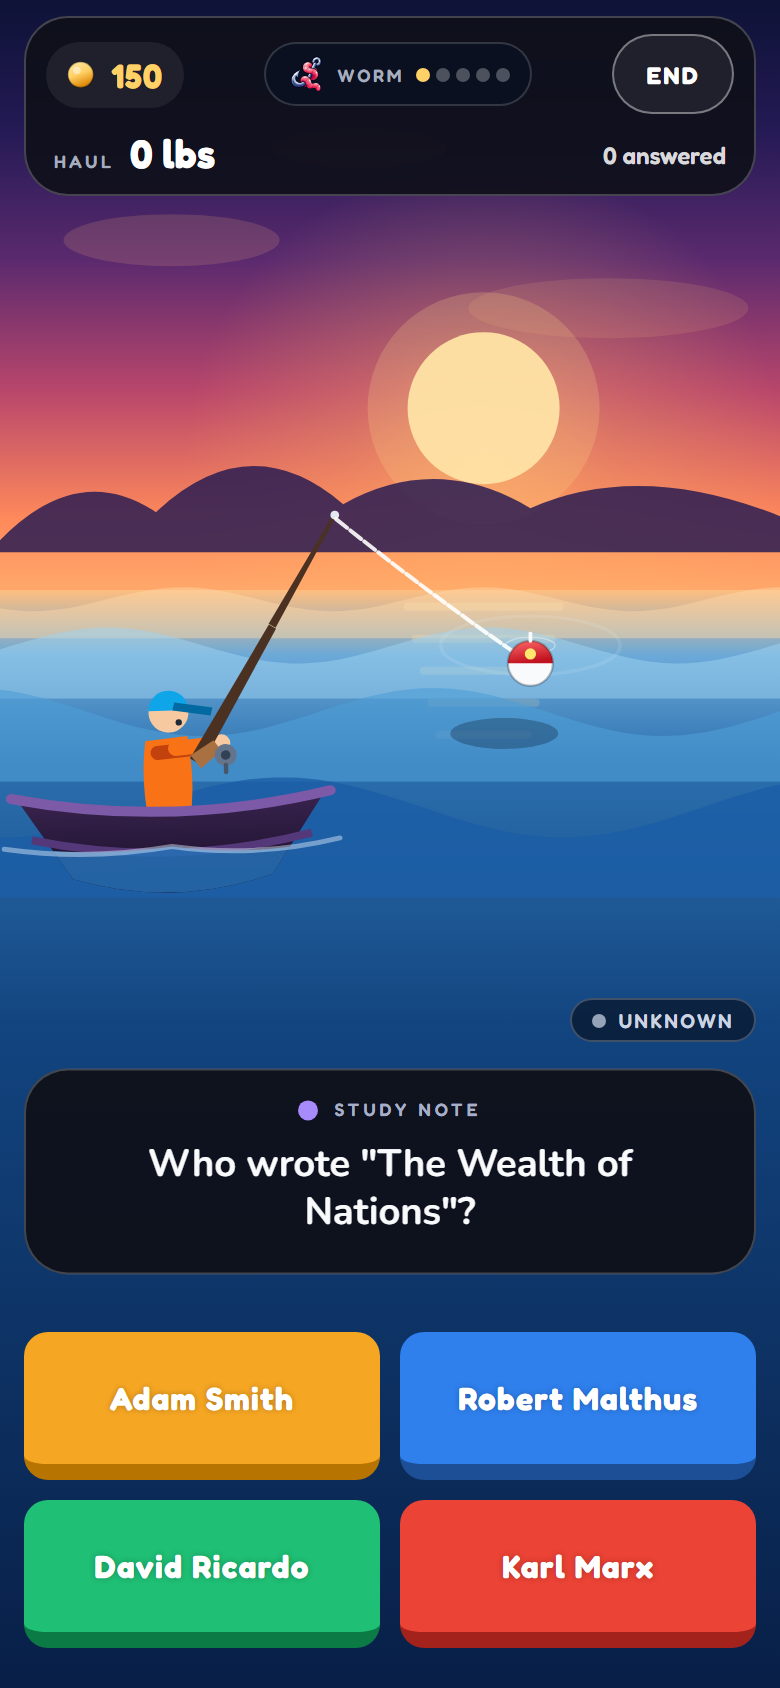 150
WORM
END
HAUL 0 lbs
0 answered
UNKNOWN
STUDY NOTE
Who wrote "The Wealth of
Nations"?
Adam Smith
Robert Malthus
David Ricardo
Karl Marx